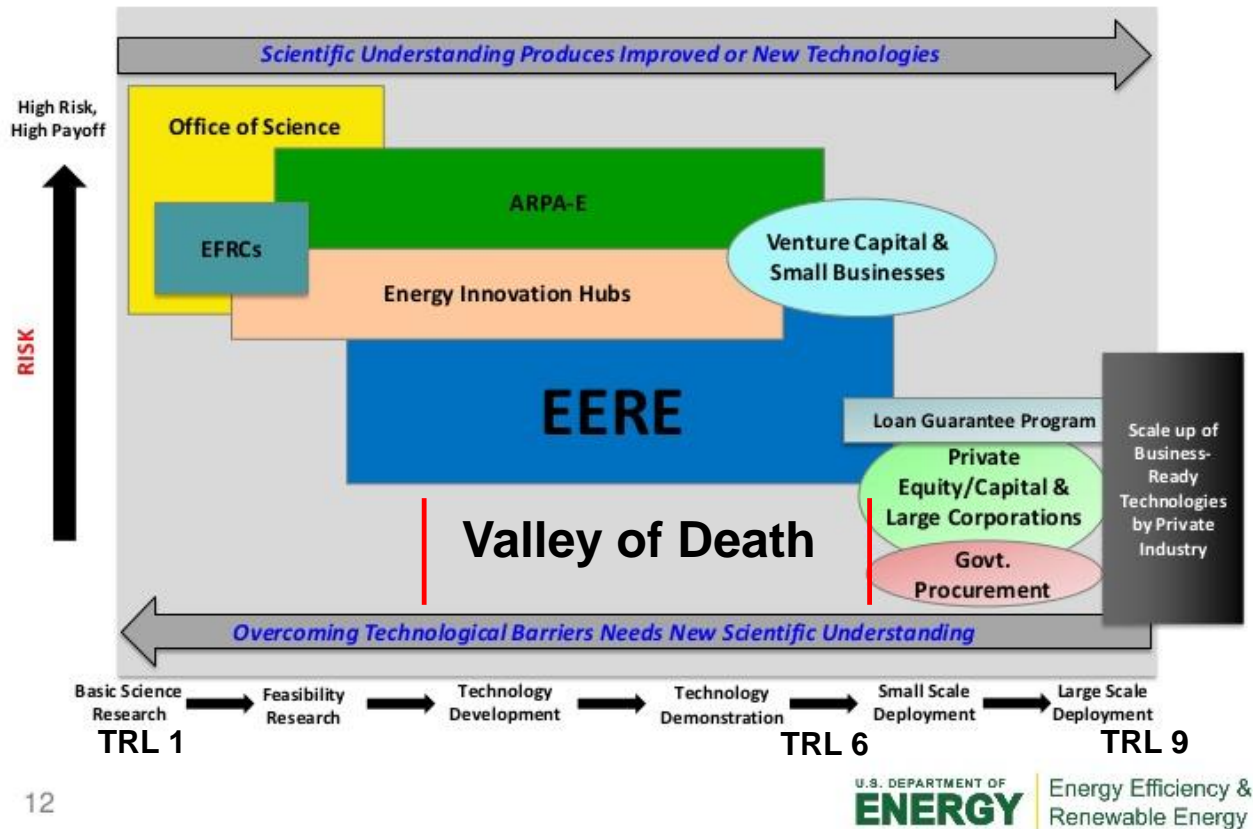 Scientific Understanding Produces Improved or New Technologies
High Risk,
High Payoff
Office of Science
ARPA-E
EFRCs
Venture Capital &
Small Businesses
Energy Innovation Hubs
RISK
EERE
Loan Guarantee Program
Private
Equity/Capital &
Large Corporations
Scale up of
Business-
Ready
Technologies
by Private
Industry
Valley of Death
Govt.
Procurement
Overcoming Technological Barriers Needs New Scientific Understanding
Basic Science
Research
Feasibility
Research
Technology
Development
Technology
Demonstration
Small Scale
Deployment
Large Scale
Deployment
TRL 1
TRL 6
TRL 9
12
U.S. DEPARTMENT OF
ENERGY
Energy Efficiency &
Renewable Energy